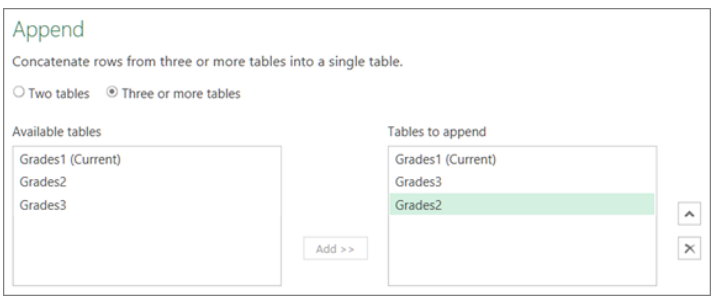 Append
Concatenate rows from three or more tables into a single table.
Two tables Three or more tables
Available tables
Grades1 (Current)
Grades2
Grades3
Add >>
Tables to append
Grades1 (Current)
Grades3
Grades2